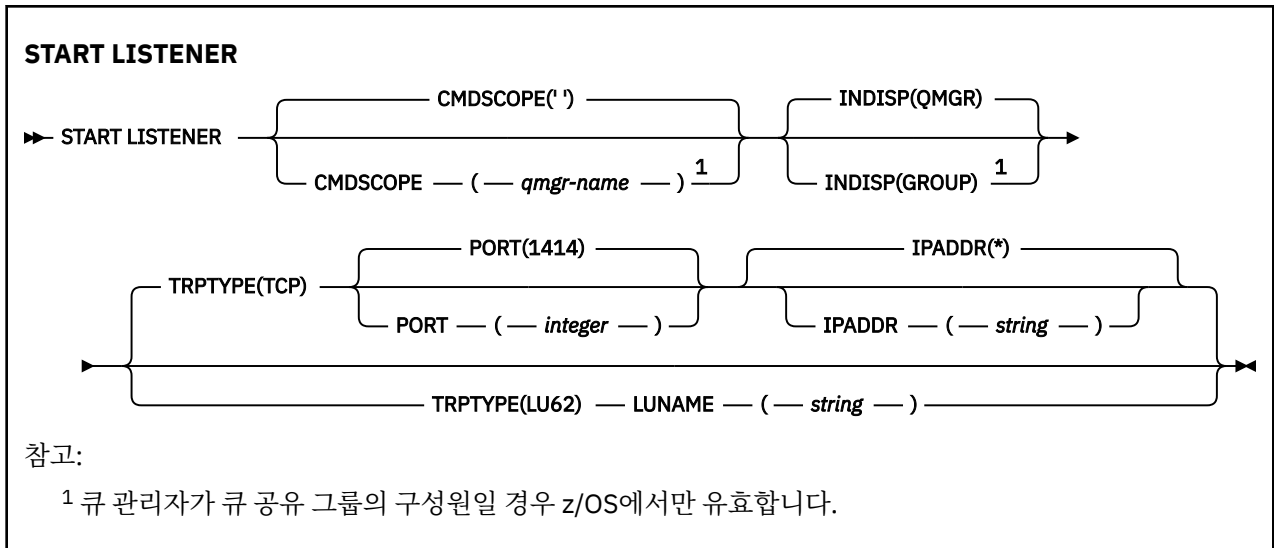 START LISTENER
CMDSCOPE(' ') INDISP(QMGR)
START LISTENER
CMDSCOPE ( qmgr-name ) 1 INDISP(GROUP) 1
PORT(1414) IPADDR(*)
TRPTYPE(TCP)
PORT ( integer ) IPADDR ( string )
TRPTYPE(LU62) LUNAME ( string )
참고:
1 큐 관리자가 큐 공유 그룹의 구성원일 경우 z/OS에서만 유효합니다.